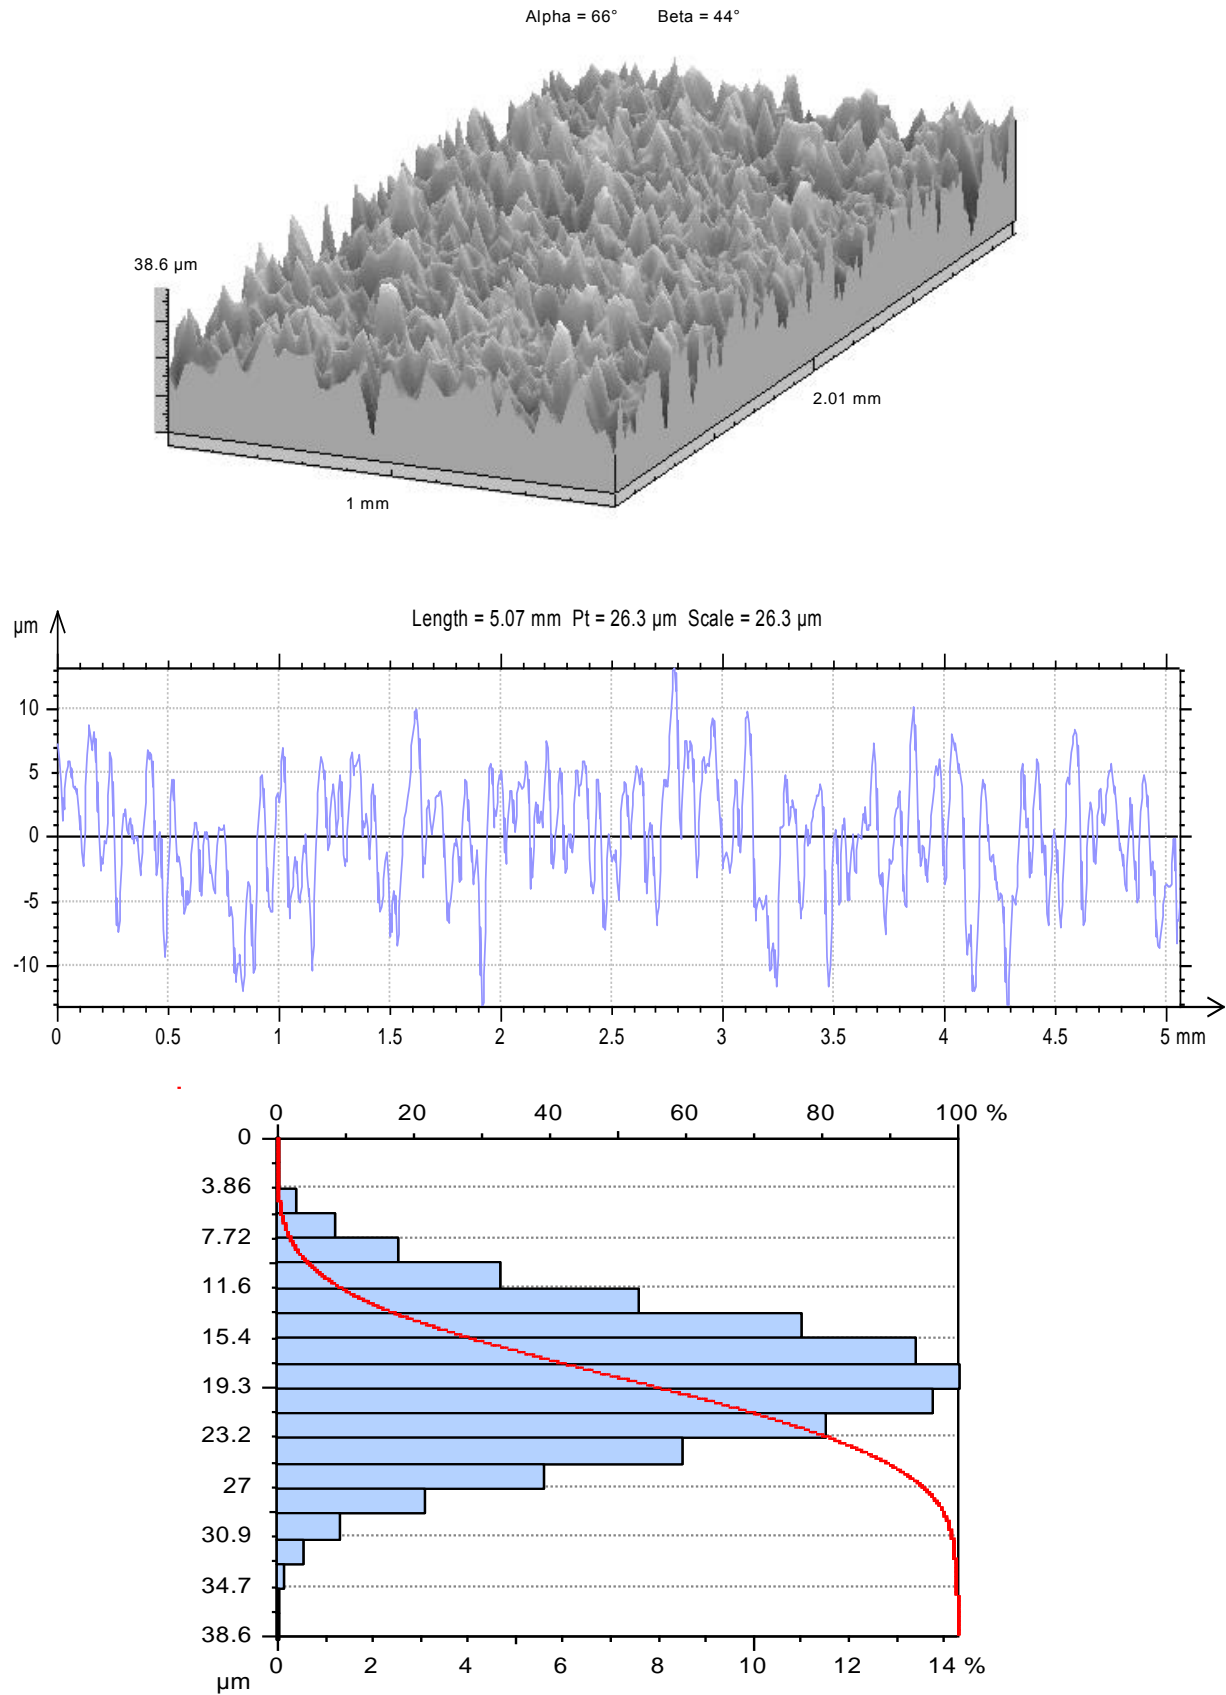 Alpha = 66° Beta = 44°
38.6 µm
2.01 mm
1 mm
µm
Length = 5.07 mm Pt = 26.3 µm Scale = 26.3 µm
10
5
0
-5
-10
0 0.5 1 1.5 2 2.5 3 3.5 4 4.5 5 mm
0 20 40 60 80 100 %
0
3.86
7.72
11.6
15.4
19.3
23.2
27
30.9
34.7
38.6
µm
0 2 4 6 8 10 12 14 %